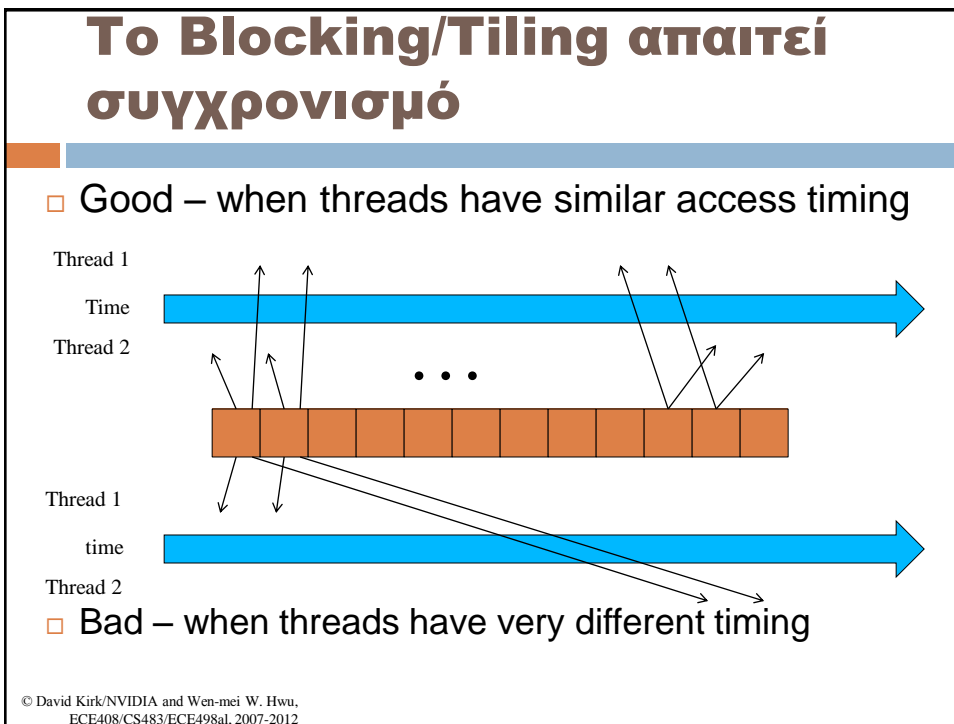 Το Blocking/Tiling απαιτεί
συγχρονισμό
Good – when threads have similar access timing
Thread 1
Time
Thread 2
• • •
Thread 1
time
Thread 2
Bad – when threads have very different timing
© David Kirk/NVIDIA and Wen-mei W. Hwu,
ECE408/CS483/ECE498al, 2007-2012